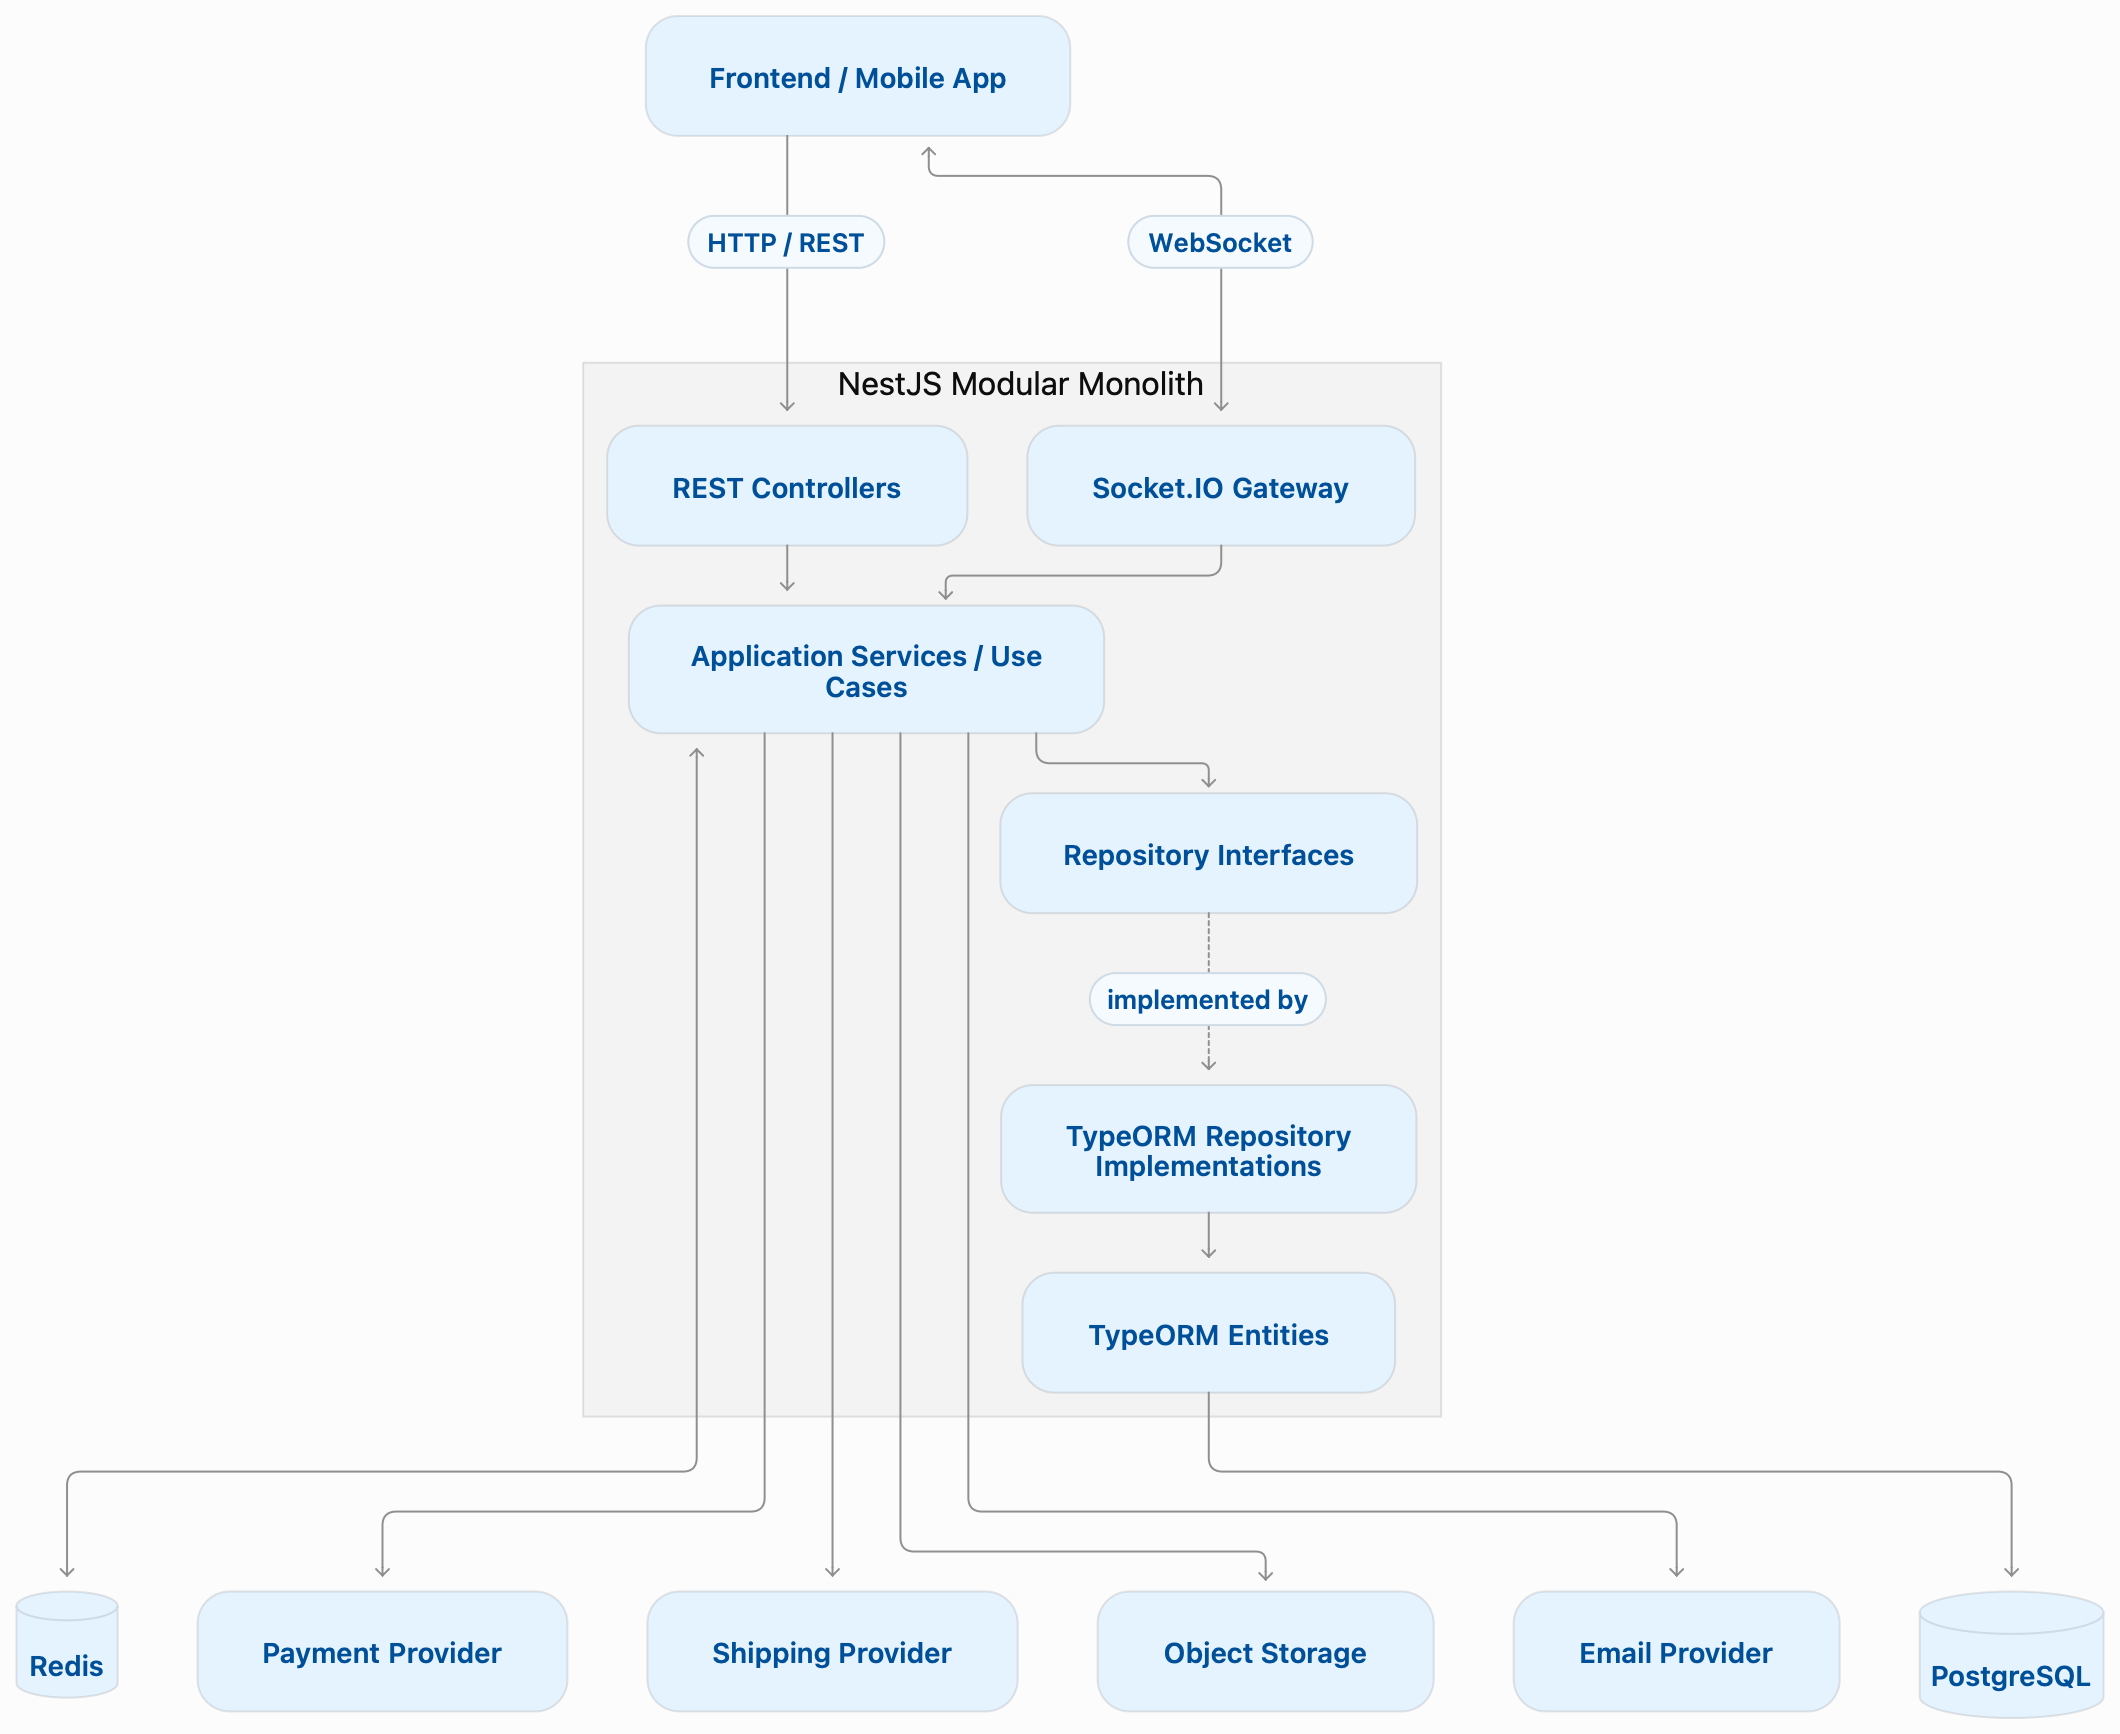 Frontend / Mobile App
HTTP / REST
WebSocket
NestJS Modular Monolith
REST Controllers
Socket.IO Gateway
Application Services / Use
Cases
Repository Interfaces
implemented by
TypeORM Repository
Implementations
TypeORM Entities
Redis
Payment Provider
Shipping Provider
Object Storage
Email Provider
PostgreSQL